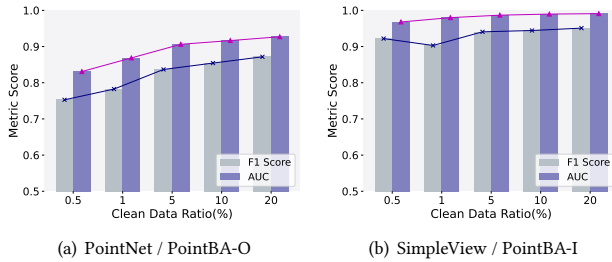 1.0
0.9
0.8
0.7
0.6
0.5
Metric Score
F1 Score
AUC
0.5 1 5 10 20
Clean Data Ratio(%)
(a) PointNet / PointBA-O
1.0
0.9
0.8
0.7
0.6
0.5
Metric Score
F1 Score
AUC
0.5 1 5 10 20
Clean Data Ratio(%)
(b) SimpleView / PointBA-I